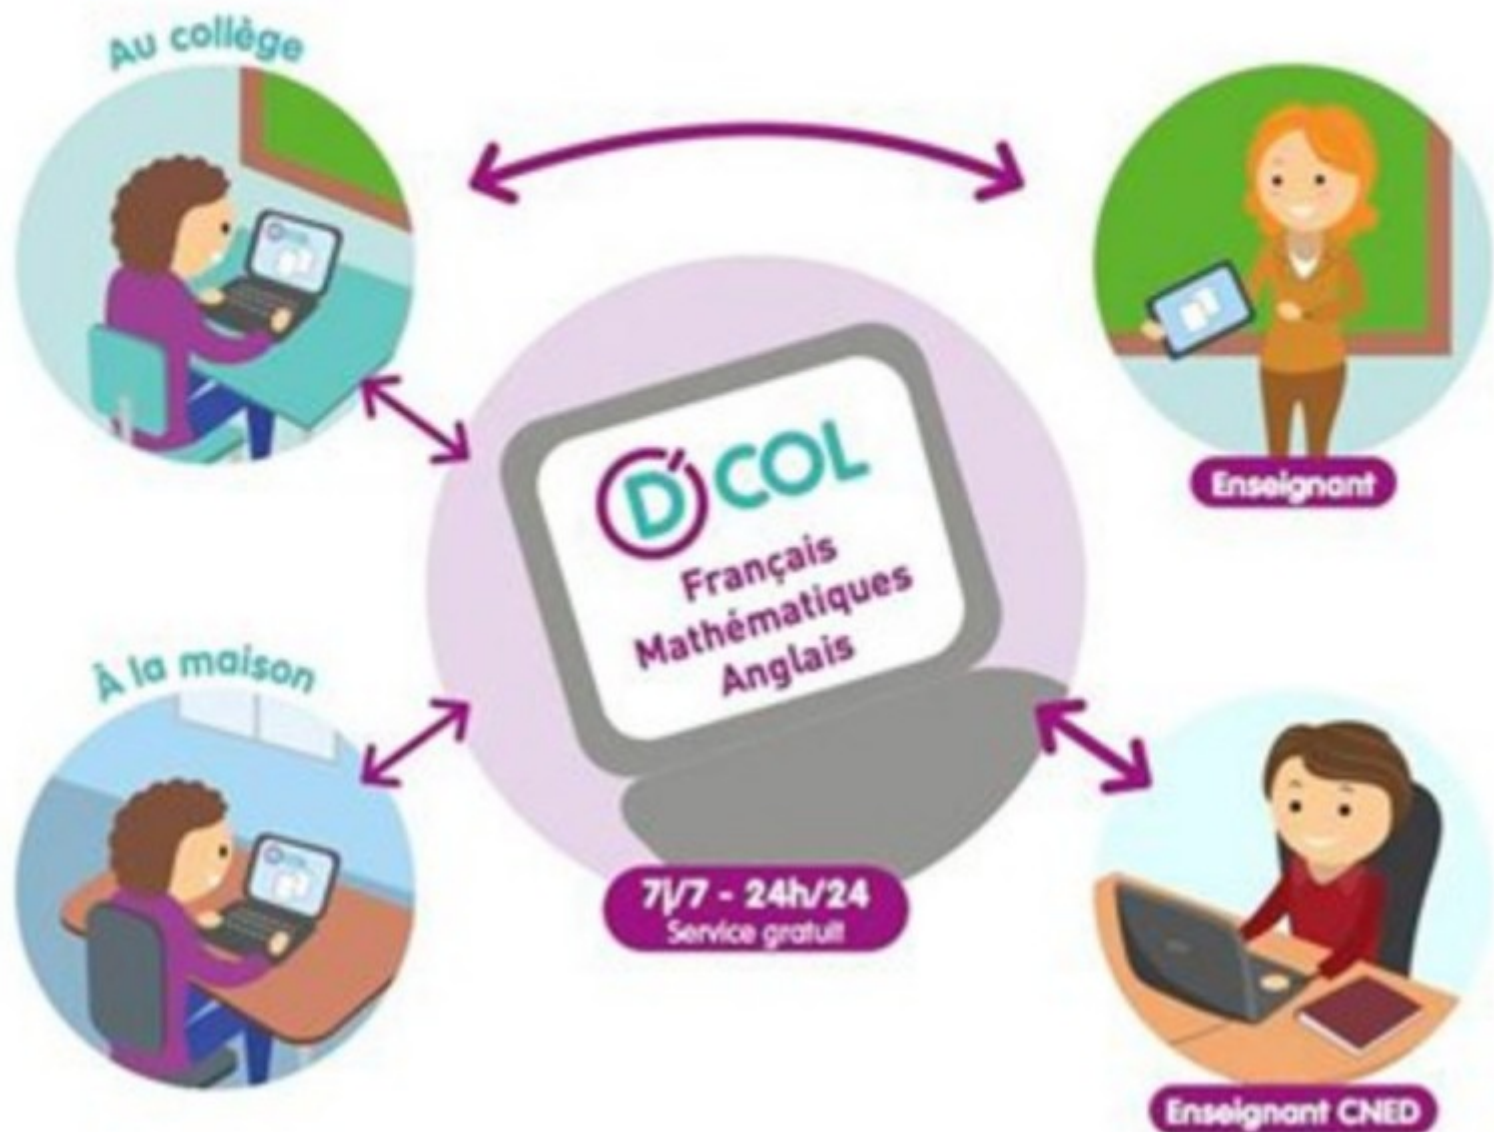 Au collège
Enseignant
D'COL
Français
Mathématiques
Anglais
À la maison
7j/7 - 24h/24
Service gratuit
Enseignant CNED